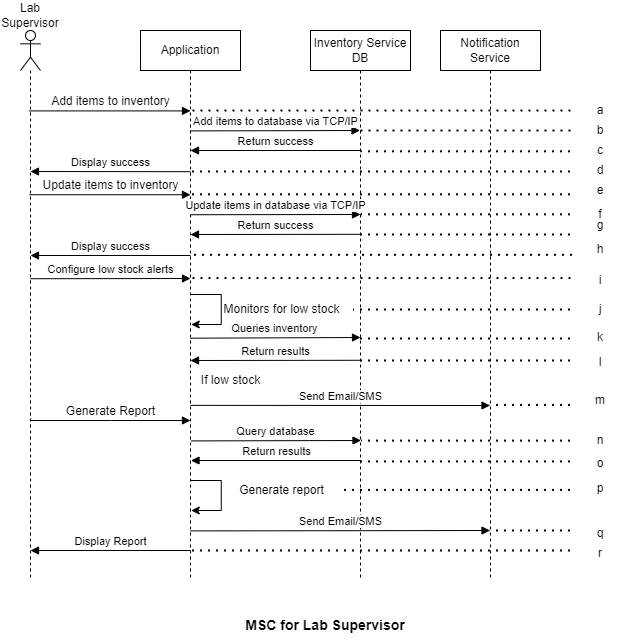 Lab
Supervisor
Application
Inventory Service
DB
Notification
Service
Add items to inventory
a
Add items to database via TCP/IP
b
Return success
c
Display success
d
Update items to inventory
e
Update items in database via TCP/IP
f
Return success
g
Display success
h
Configure low stock alerts
i
Monitors for low stock
j
Queries inventory
k
Return results
l
If low stock
Send Email/SMS
m
Generate Report
Query database
n
Return results
o
Generate report
p
Send Email/SMS
q
Display Report
r
MSC for Lab Supervisor